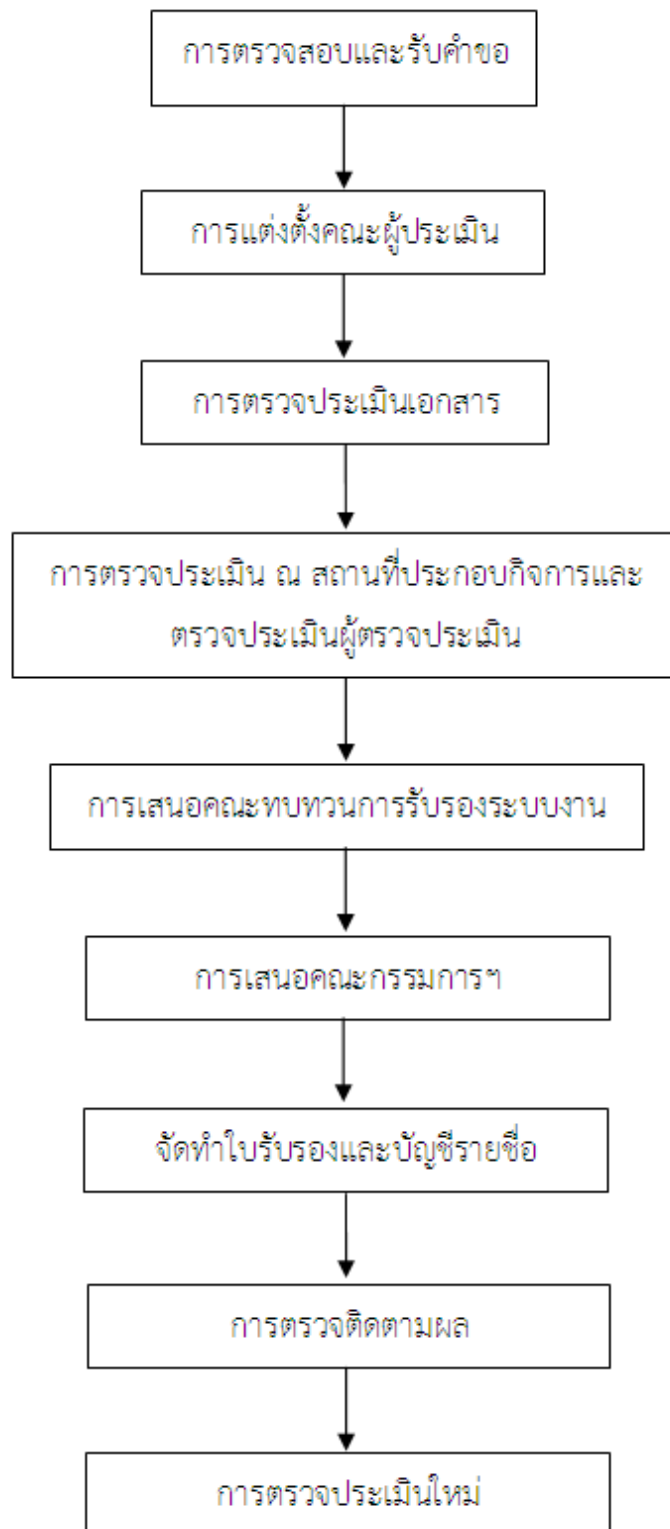 การตรวจสอบและรับคำขอ
การแต่งตั้งคณะผู้ประเมิน
การตรวจประเมินเอกสาร
การตรวจประเมิน ณ สถานที่ประกอบกิจการและ
ตรวจประเมินผู้ตรวจประเมิน
การเสนอคณะทบทวนการรับรองระบบงาน
การเสนอคณะกรรมการฯ
จัดทำใบรับรองและบัญชีรายชื่อ
การตรวจติดตามผล
การตรวจประเมินใหม่